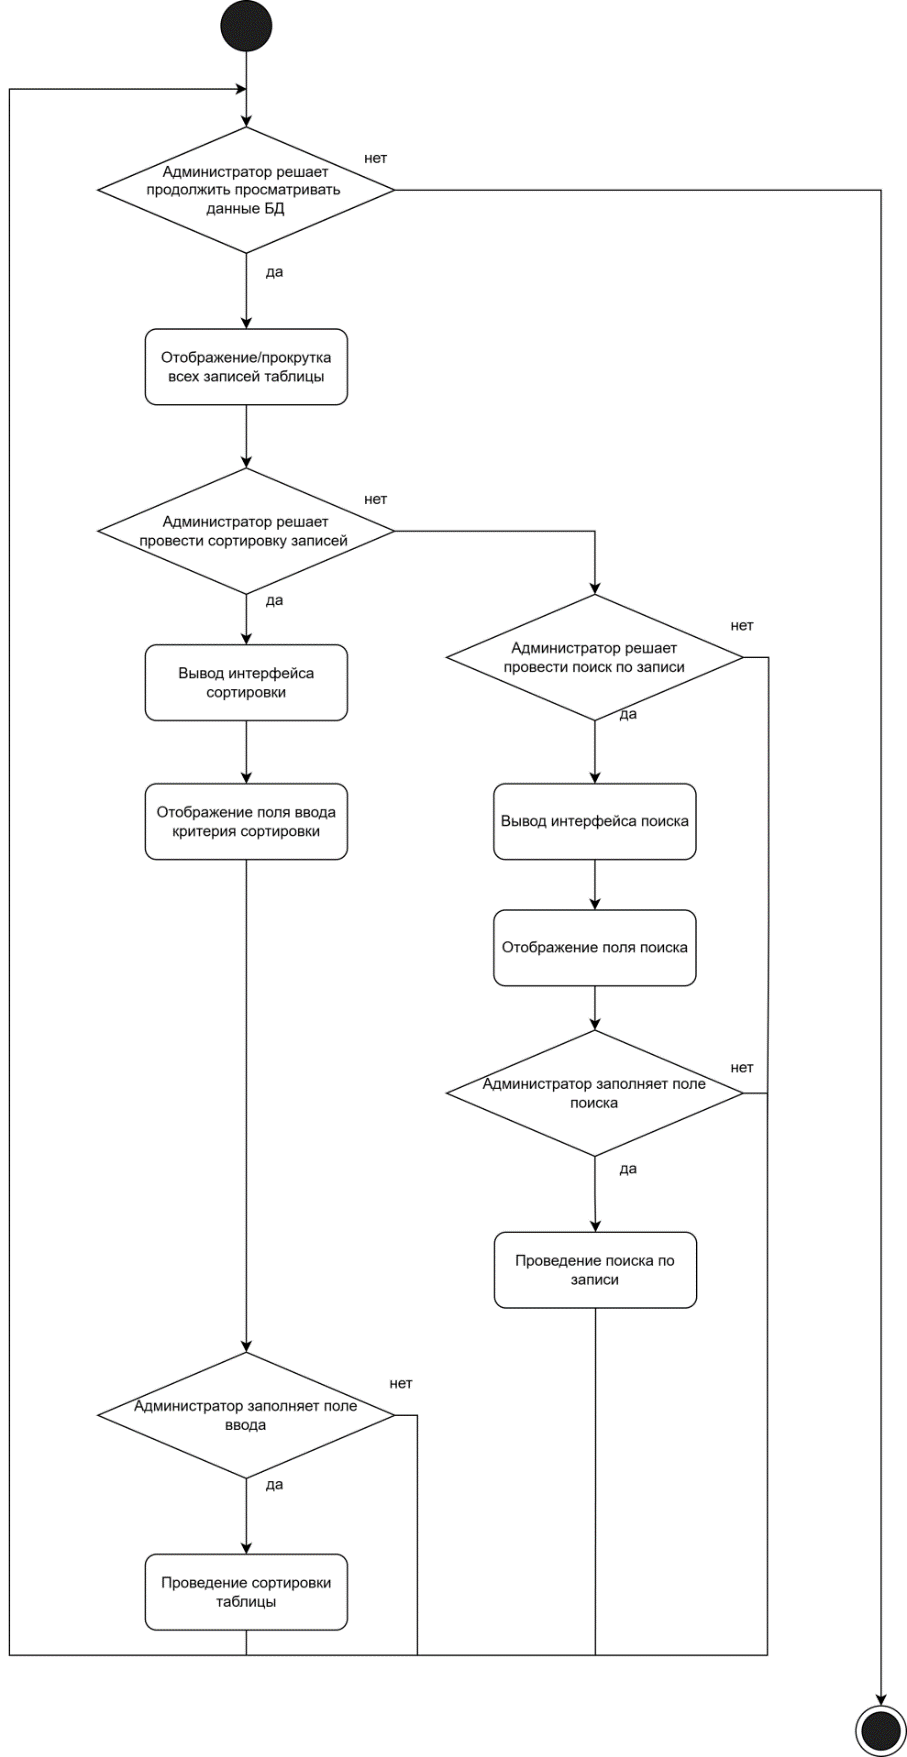 Администратор решает
продолжить просматривать
данные БД
нет
да
Отображение/прокрутка
всех записей таблицы
нет
Администратор решает
провести сортировку записей
да
нет
Администратор решает
провести поиск по записи
да
Вывод интерфейса
сортировки
Отображение поля ввода
критерия сортировки
Вывод интерфейса поиска
Отображение поля поиска
нет
Администратор заполняет поле
поиска
да
Проведение поиска по
записи
нет
Администратор заполняет поле
ввода
да
Проведение сортировки
таблицы